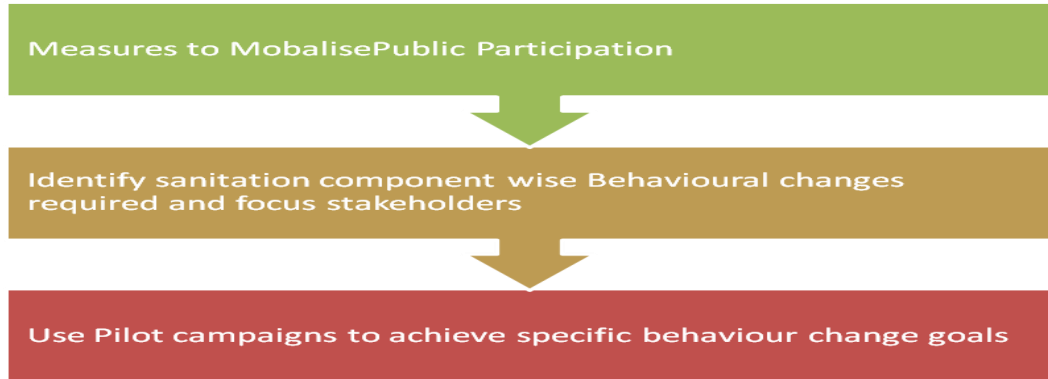 Measures to MobalisePublic Participation
Identify sanitation component wise Behavioural changes
required and focus stakeholders
Use Pilot campaigns to achieve specific behaviour change goals